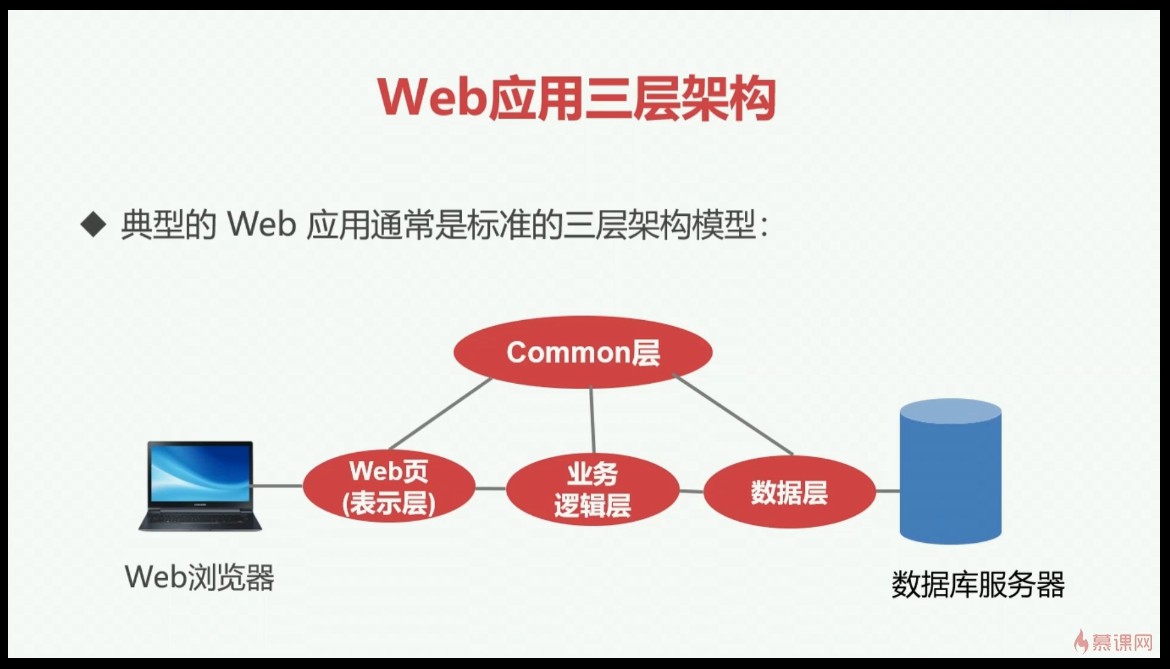 Web应用三层架构
◆ 典型的 Web 应用通常是标准的三层架构模型：
Common层
Web页
(表示层)
业务
逻辑层
数据层
Web浏览器
数据库服务器
慕课网